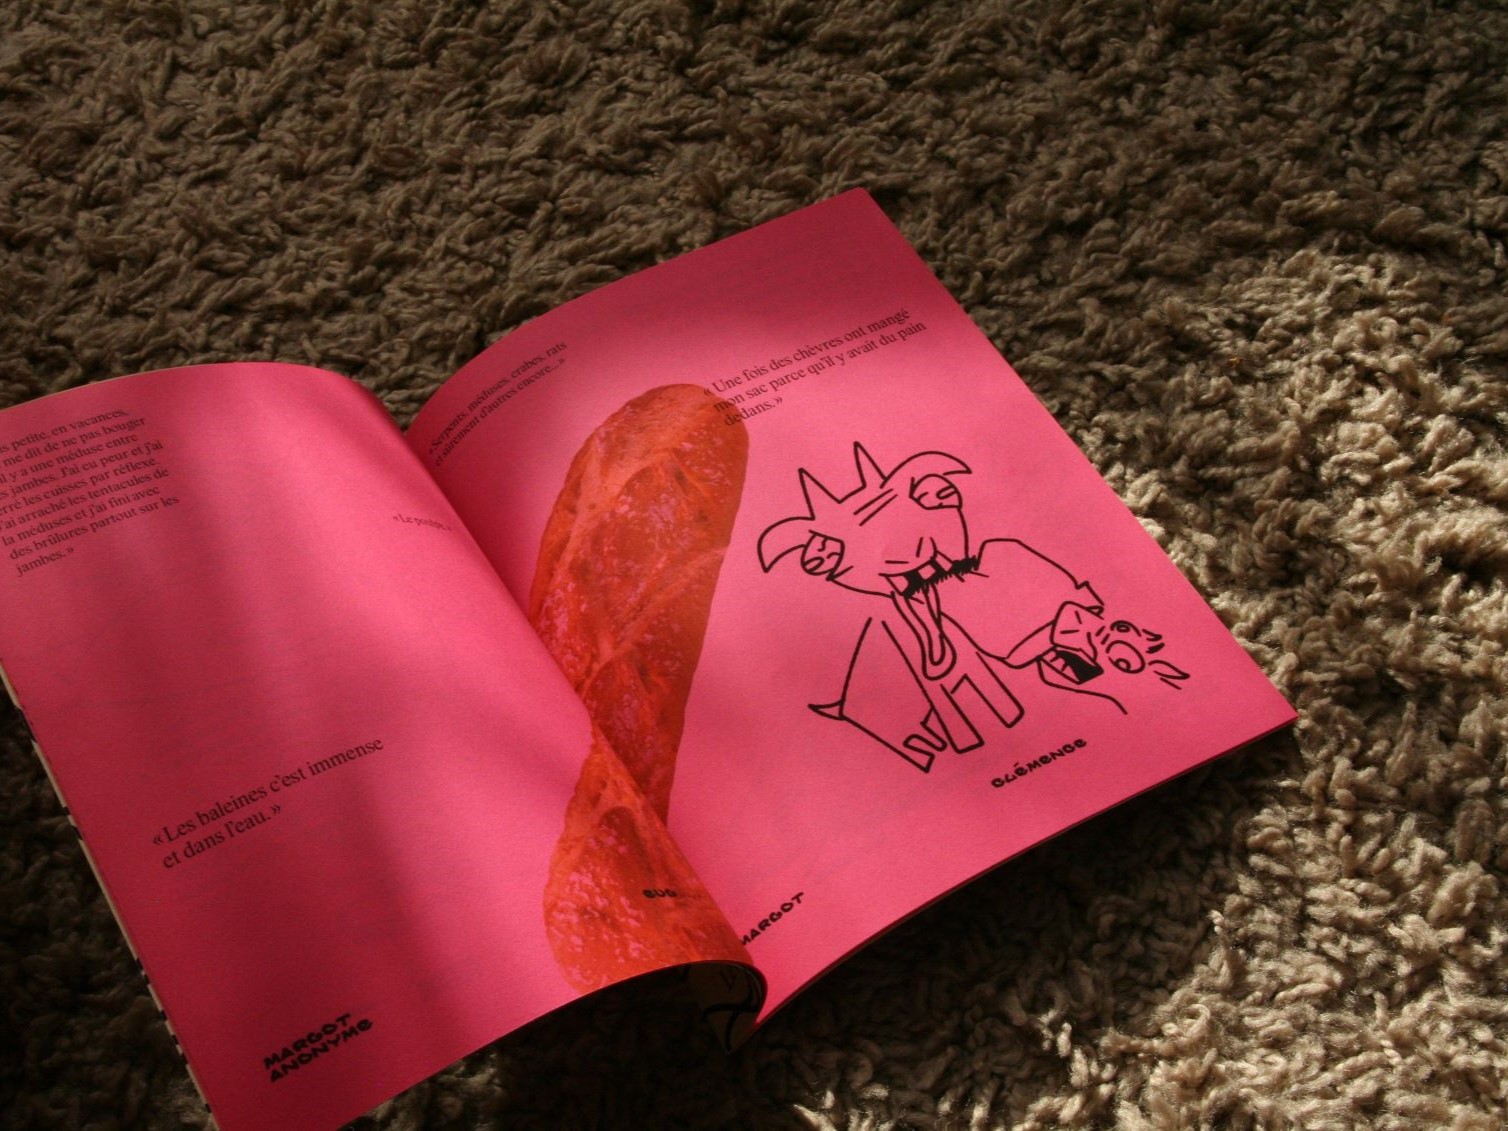 s petite, en vacances,
me dit de ne pas bouger
il y a une méduse entre
s jambes. J'ai eu peur et j'ai
erré les cuisses par réflexe.
J'ai arraché les tentacules de
la méduses et j'ai fini avec
des brûlures partout sur les
jambes. »
« Le poulpe. »
« Les baleines c'est immense
et dans l'eau. »
MARGOT
ANONYME
EUG
« Serpents, méduses, crabes, rats
et sûrement d'autres encore... »
« Une fois des chèvres ont mangé
mon sac parce qu'il y avait du pain
dedans. »
CLÉMENCE
MARGOT